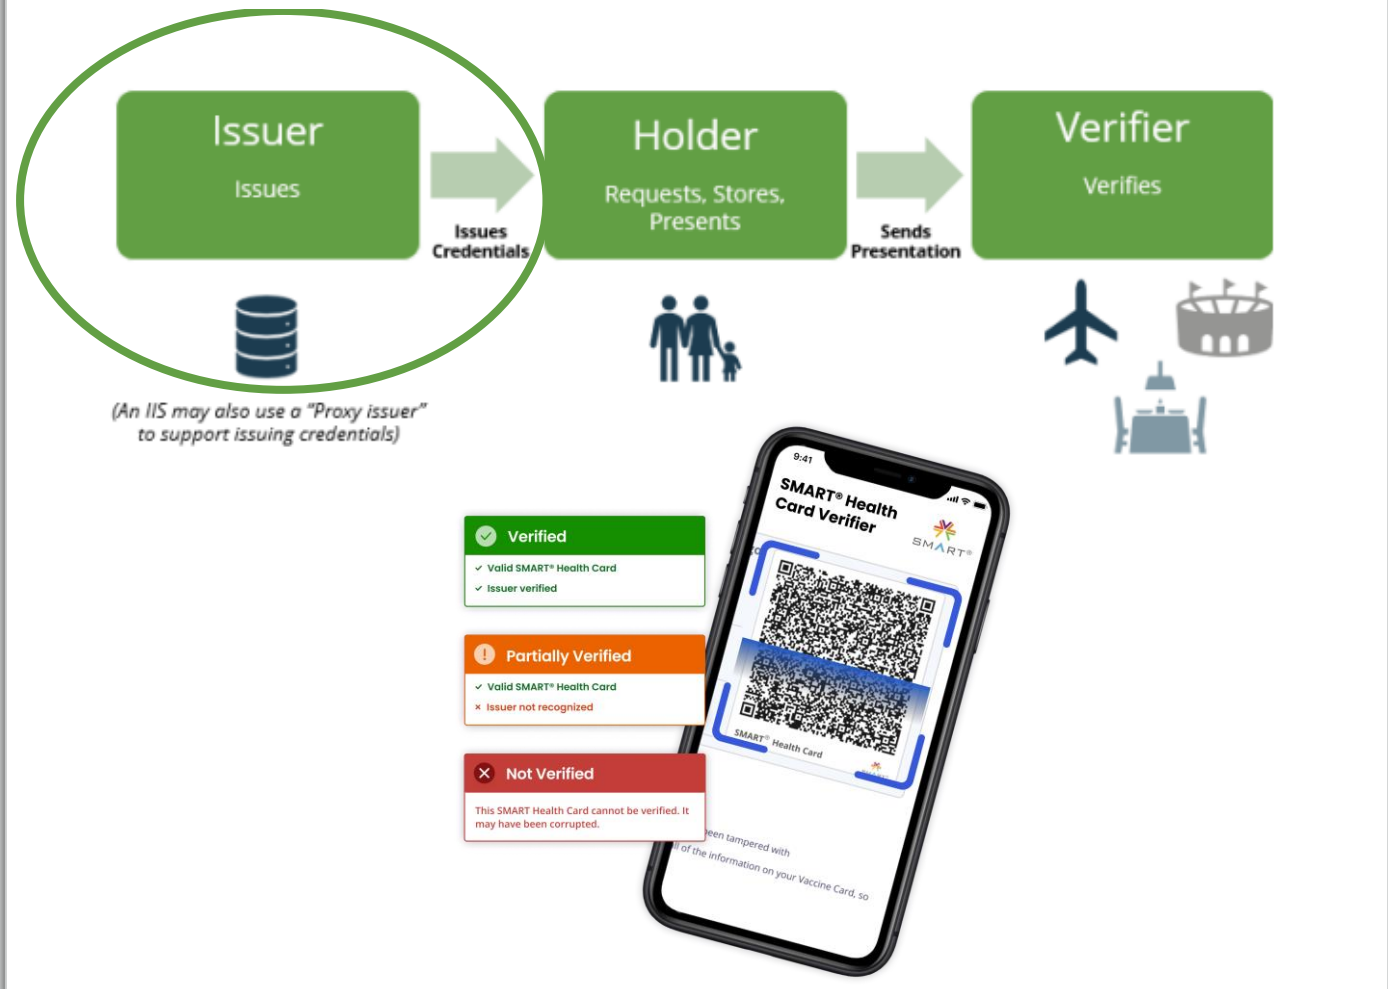 Issuer
Issues
Issues
Credentials
Holder
Requests, Stores,
Presents
Sends
Presentation
Verifier
Verifies
(An IIS may also use a “Proxy issuer”
to support issuing credentials)
Verified
Valid SMART® Health Card
Issuer verified
Partially Verified
Valid SMART® Health Card
Issuer not recognized
Not Verified
This SMART Health Card cannot be verified. It
may have been corrupted.
9:41
SMART® Health
Card Verifier
SMART®
SMART® Health Card
been tampered with
of the information on your Vaccine Card, so